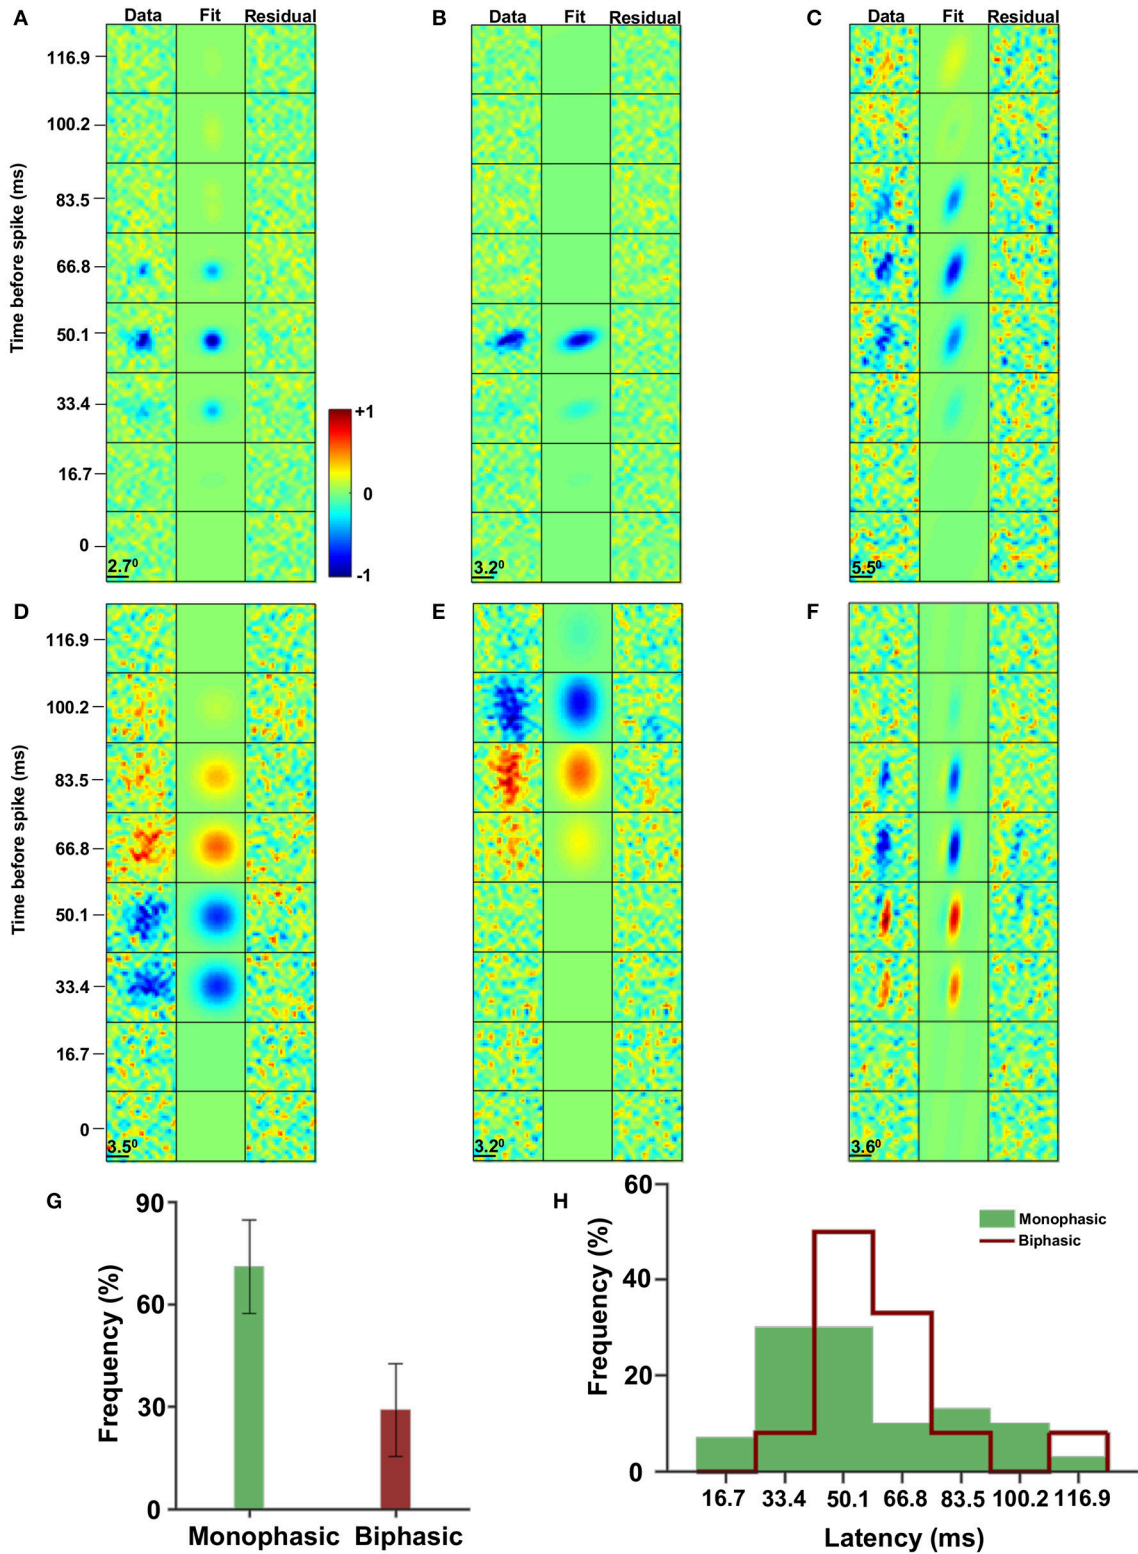 A
Data Fit Residual
B
Data Fit Residual
C
Data Fit Residual
Time before spike (ms)
116.9
100.2
83.5
66.8
50.1
33.4
16.7
0
+1
0
-1
2.7⁰
3.2⁰
5.5⁰
D
E
F
Time before spike (ms)
116.9
100.2
83.5
66.8
50.1
33.4
16.7
0
3.5⁰
3.2⁰
3.6⁰
G
Frequency (%)
90
60
30
0
Monophasic Biphasic
H
Frequency (%)
60
40
20
0
Monophasic
Biphasic
16.7 33.4 50.1 66.8 83.5 100.2 116.9
Latency (ms)